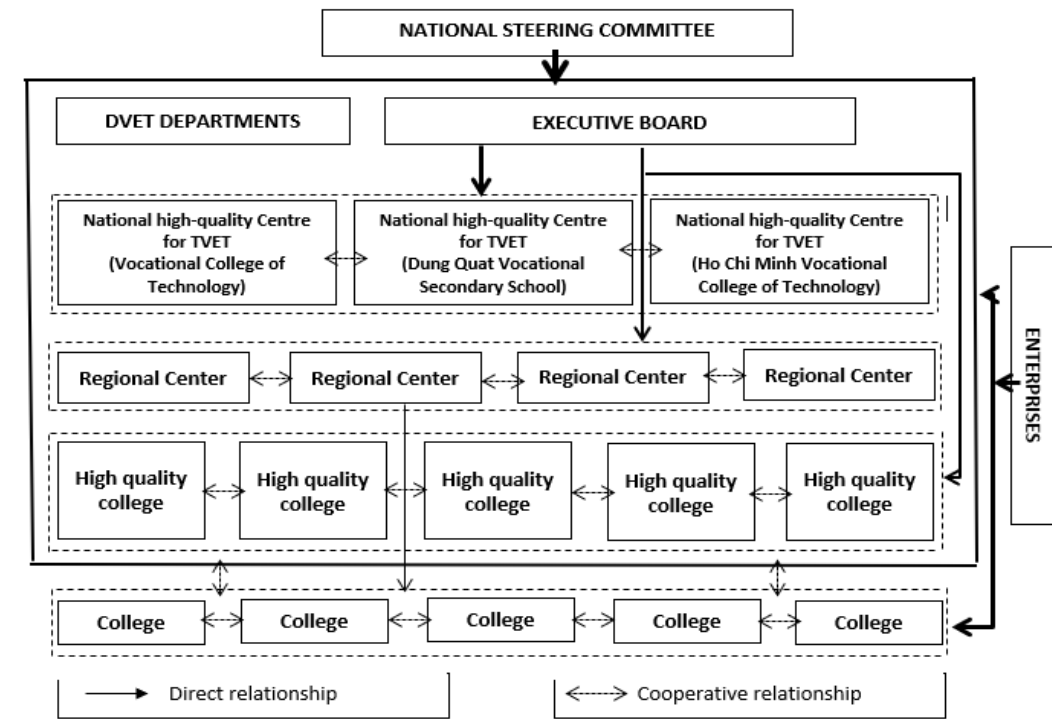 NATIONAL STEERING COMMITTEE
DVET DEPARTMENTS
EXECUTIVE BOARD
National high-quality Centre
for TVET
(Vocational College of
Technology)
National high-quality Centre
for TVET
(Dung Quat Vocational
Secondary School)
National high-quality Centre
for TVET
(Ho Chi Minh Vocational
College of Technology)
ENTERPRISES
Regional Center
Regional Center
Regional Center
Regional Center
High quality
college
High quality
college
High quality
college
High quality
college
High quality
college
College
College
College
College
College
Direct relationship
Cooperative relationship